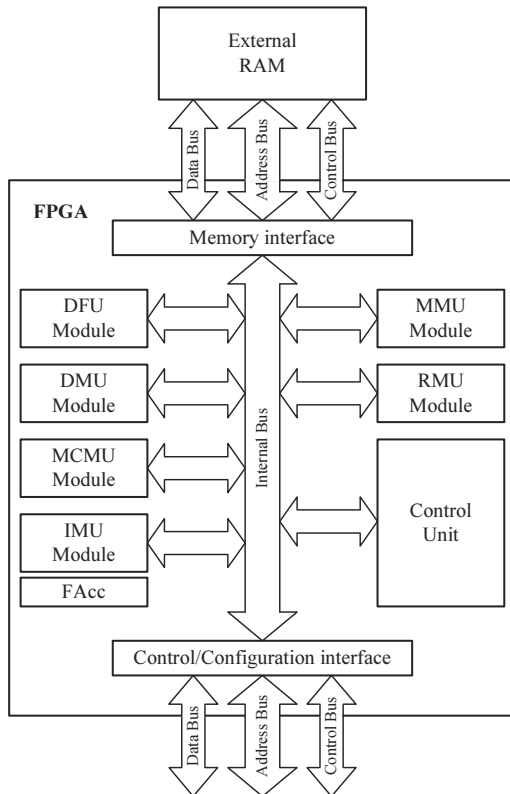 External
RAM
Data Bus
Address Bus
Control Bus
FPGA
Memory interface
DFU
Module
MMU
Module
DMU
Module
RMU
Module
Internal Bus
MCMU
Module
Control
Unit
IMU
Module
FAcc
Control/Configuration interface
Data Bus
Address Bus
Control Bus